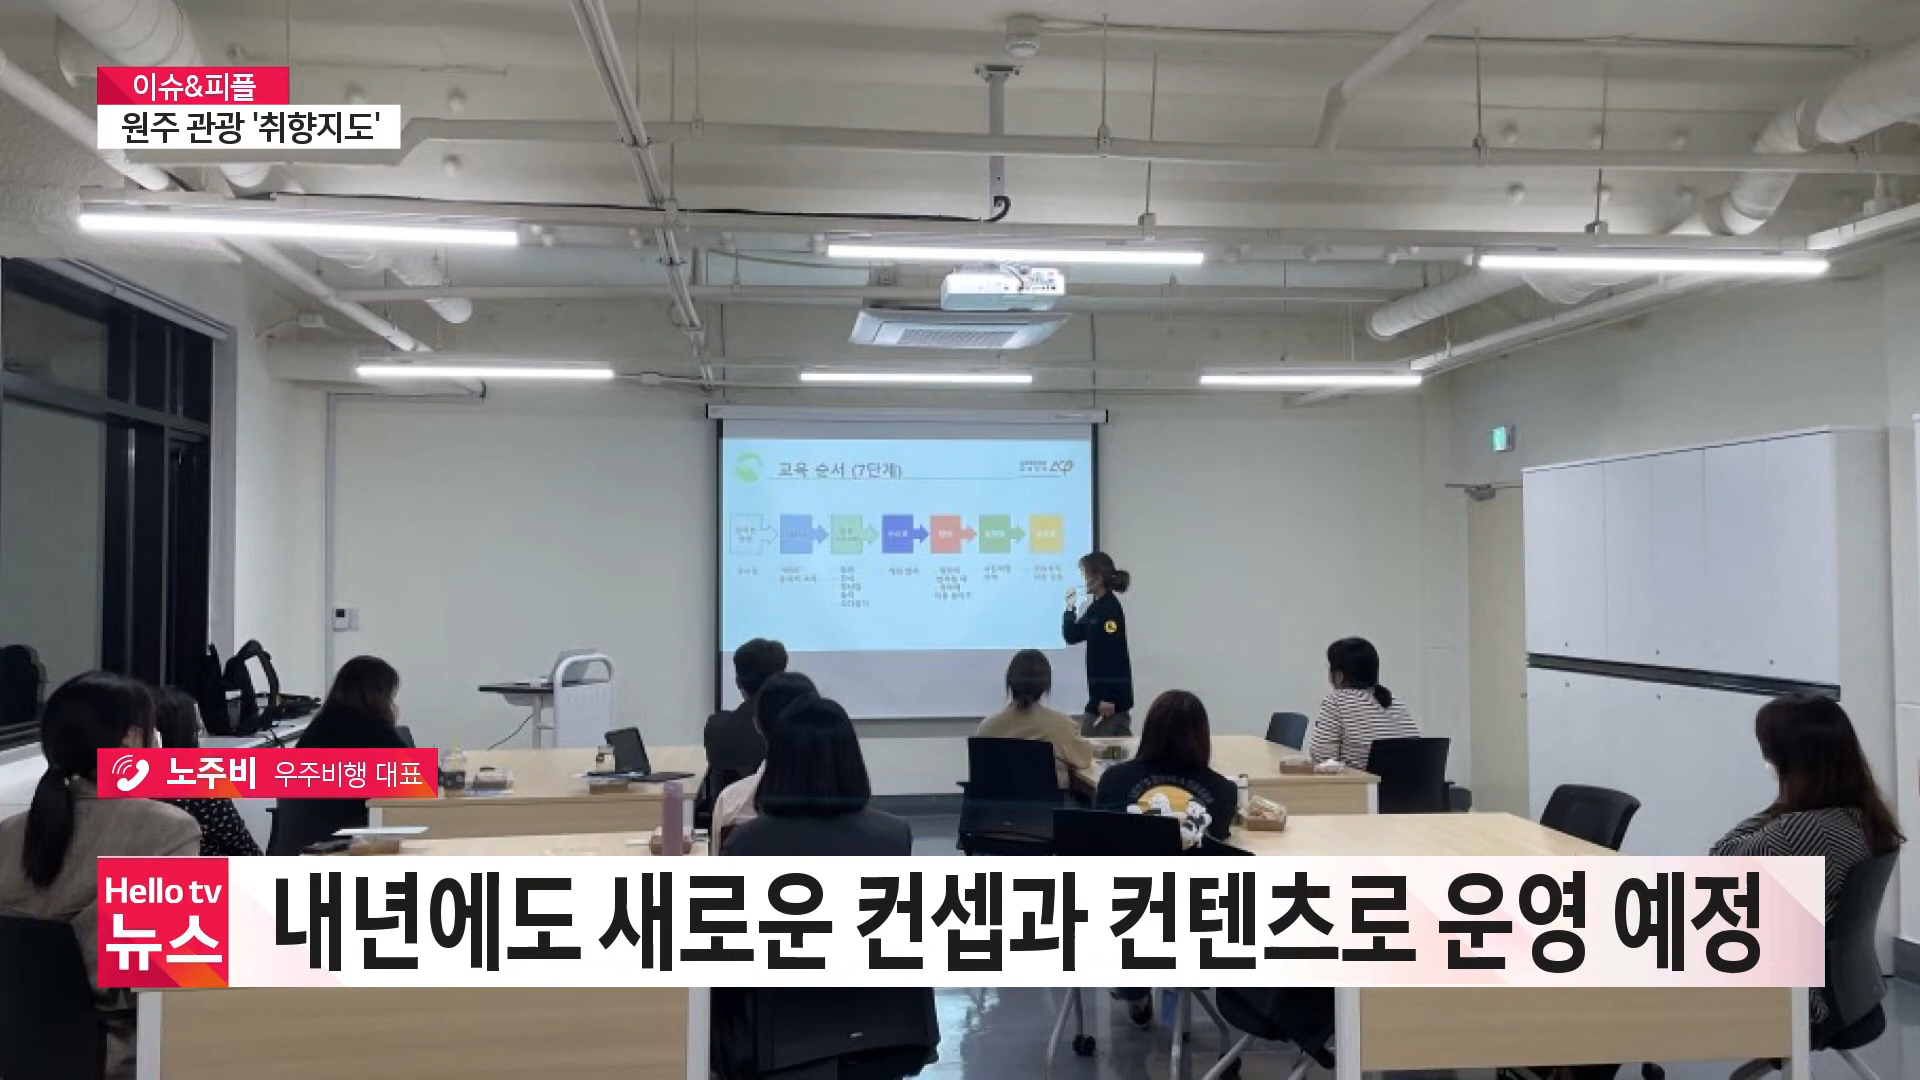 이슈&피플
원주 관광 '취향지도'
교육 순서 (7단계)
노주비 우주비행 대표
Hello tv
뉴스
내년에도 새로운 컨셉과 컨텐츠로 운영 예정